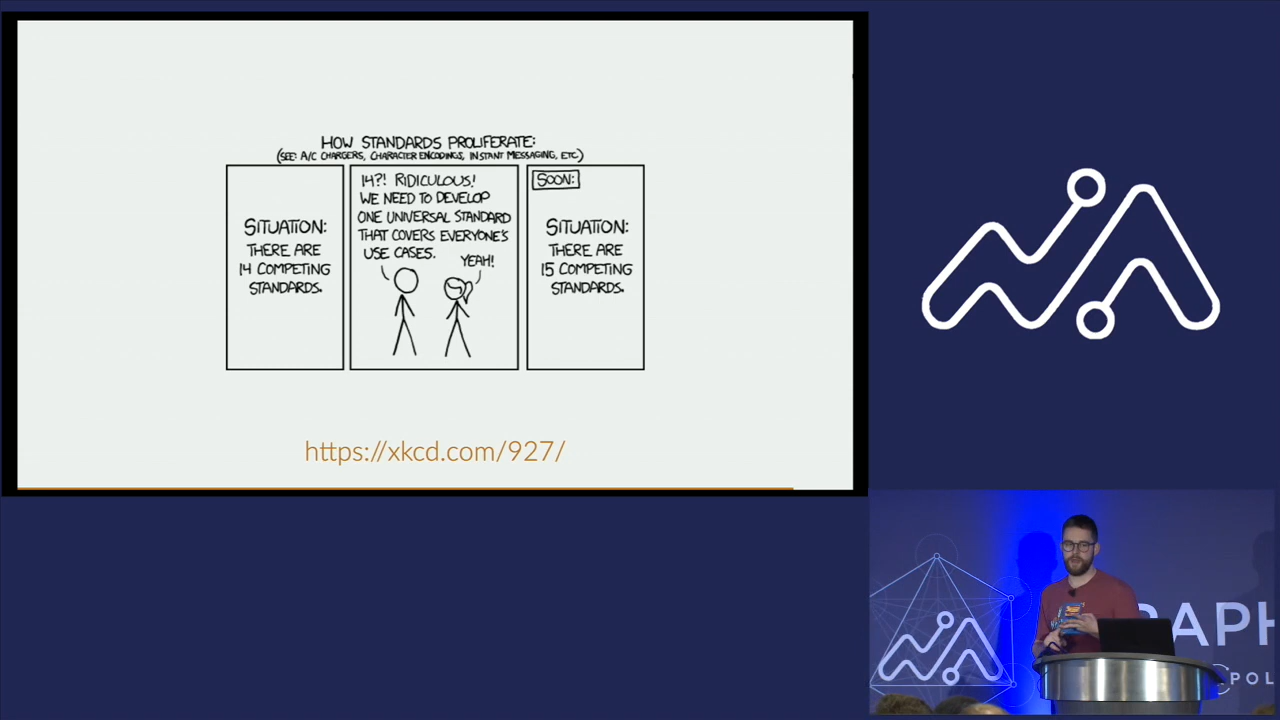 HOW STANDARDS PROLIFERATE:
(SEE: A/C CHARGERS, CHARACTER ENCODINGS, INSTANT MESSAGING, ETC.)
SITUATION:
THERE ARE
14 COMPETING
STANDARDS.
14?! RIDICULOUS!
WE NEED TO DEVELOP
ONE UNIVERSAL STANDARD
THAT COVERS EVERYONE'S
USE CASES.
YEAH!
SOON:
SITUATION:
THERE ARE
15 COMPETING
STANDARDS.
https://xkcd.com/927/
RAPH
POL